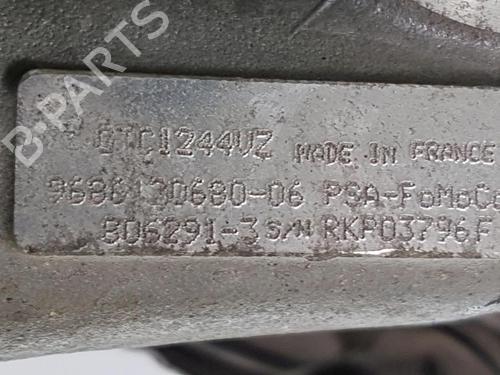 B-PARTS
GTC1244VZ MADE IN FRANCE
9686120680-06 PSA-FoMoCo
806291-3 S/N RKP03796F